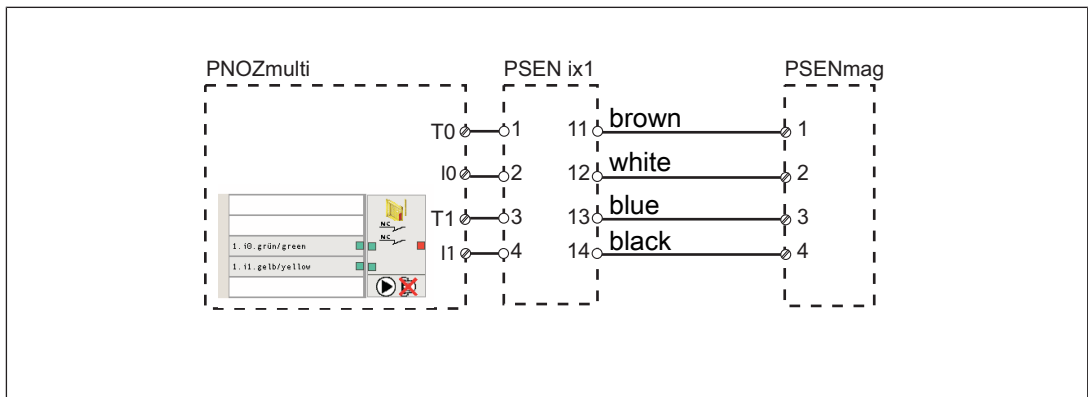 PNOZmulti PSEN ix1 PSENmag
T0 1 11 brown 1
I0 2 12 white 2
T1 3 13 blue 3
NC
NC
1. i0.grün/green
I1 4 14 black 4
1. i1.gelb/yellow